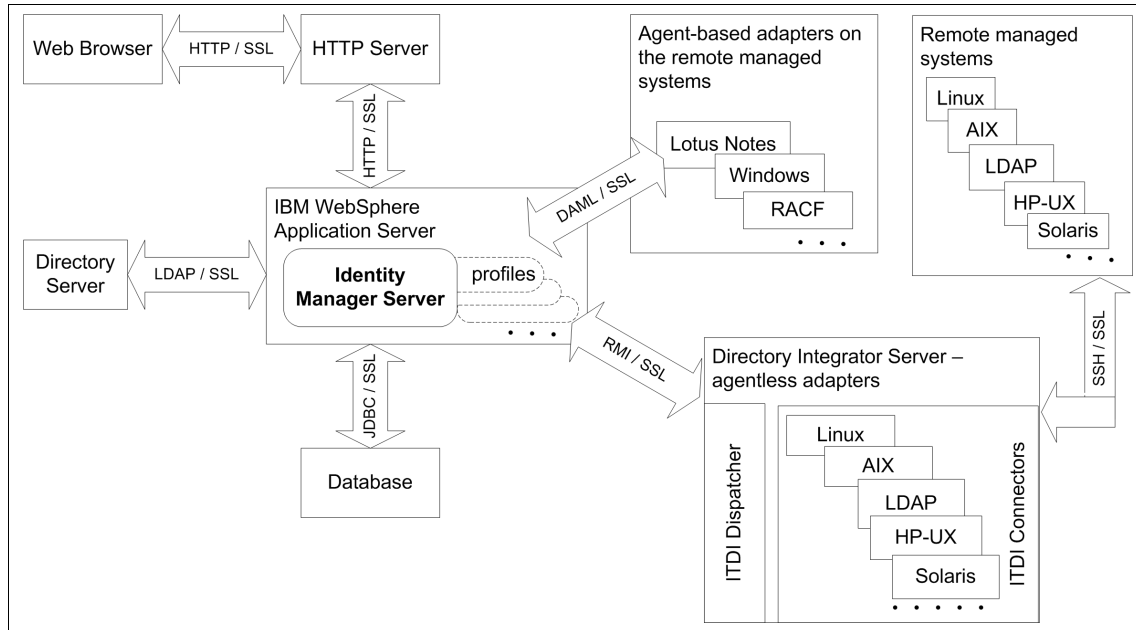 Web Browser
HTTP / SSL
HTTP Server
HTTP / SSL
Agent-based adapters on
the remote managed
systems
Lotus Notes
Windows
RACF
• • •
Remote managed
systems
Linux
AIX
LDAP
HP-UX
Solaris
• • •
DAML / SSL
IBM WebSphere
Application Server
Identity
Manager Server
profiles
• • •
Directory
Server
LDAP / SSL
RMI / SSL
SSH / SSL
JDBC / SSL
Database
Directory Integrator Server –
agentless adapters
ITDI Dispatcher
Linux
AIX
LDAP
HP-UX
Solaris
• • • • •
ITDI Connectors